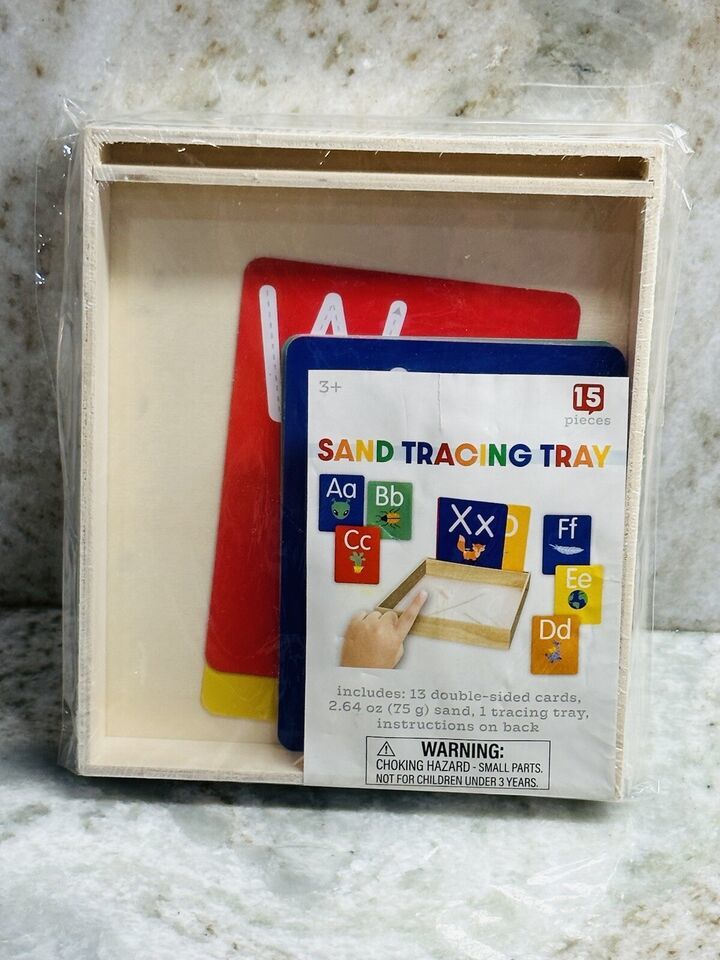 W
3+
15
pieces
SAND TRACING TRAY
Aa
Bb
Cc
Xx
Ff
Ee
Dd
includes: 13 double-sided cards,
2.64 oz (75 g) sand, 1 tracing tray,
instructions on back
WARNING:
CHOKING HAZARD - SMALL PARTS.
NOT FOR CHILDREN UNDER 3 YEARS.